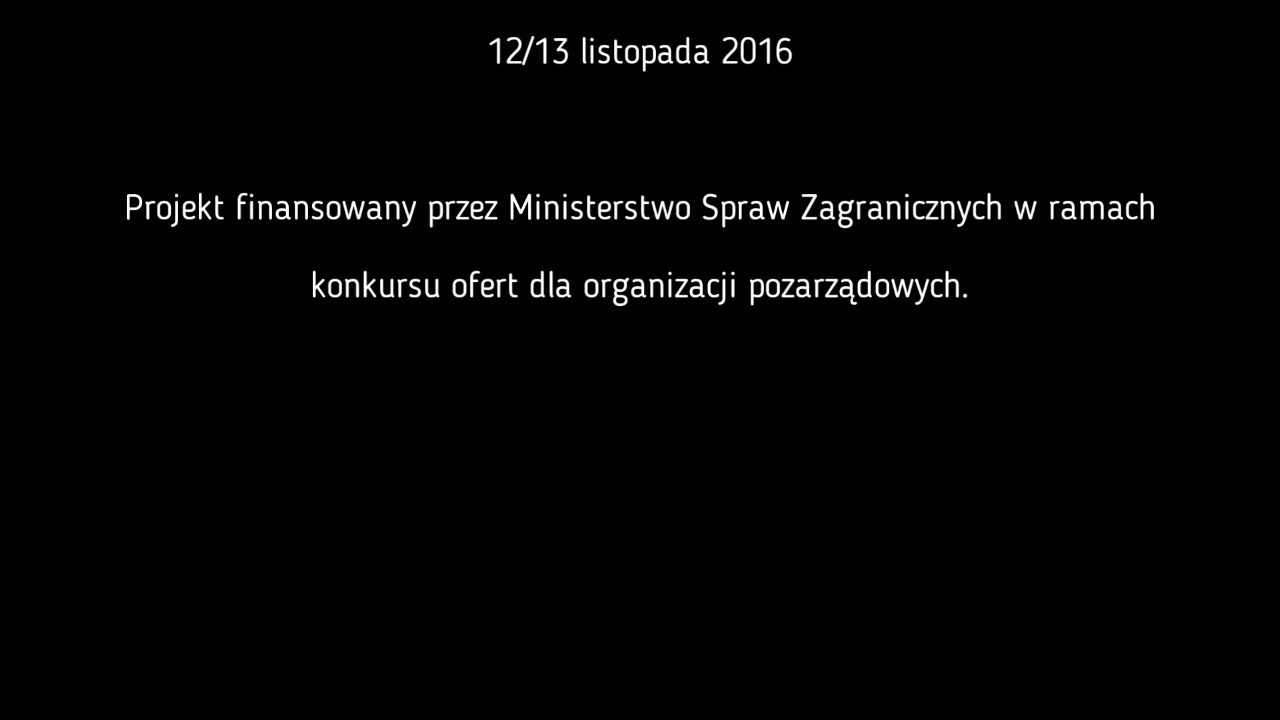 12/13 listopada 2016
Projekt finansowany przez Ministerstwo Spraw Zagranicznych w ramach
konkursu ofert dla organizacji pozarządowych.